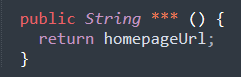 public String *** () {
return homepageUrl;
}